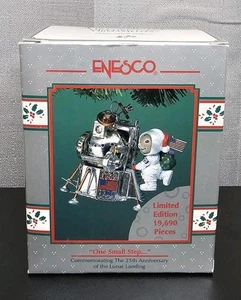 ENESCO
Limited
Edition
19,690
Pieces
"One Small Step..."
Commemorating The 25th Anniversary
of the Lunar Landing